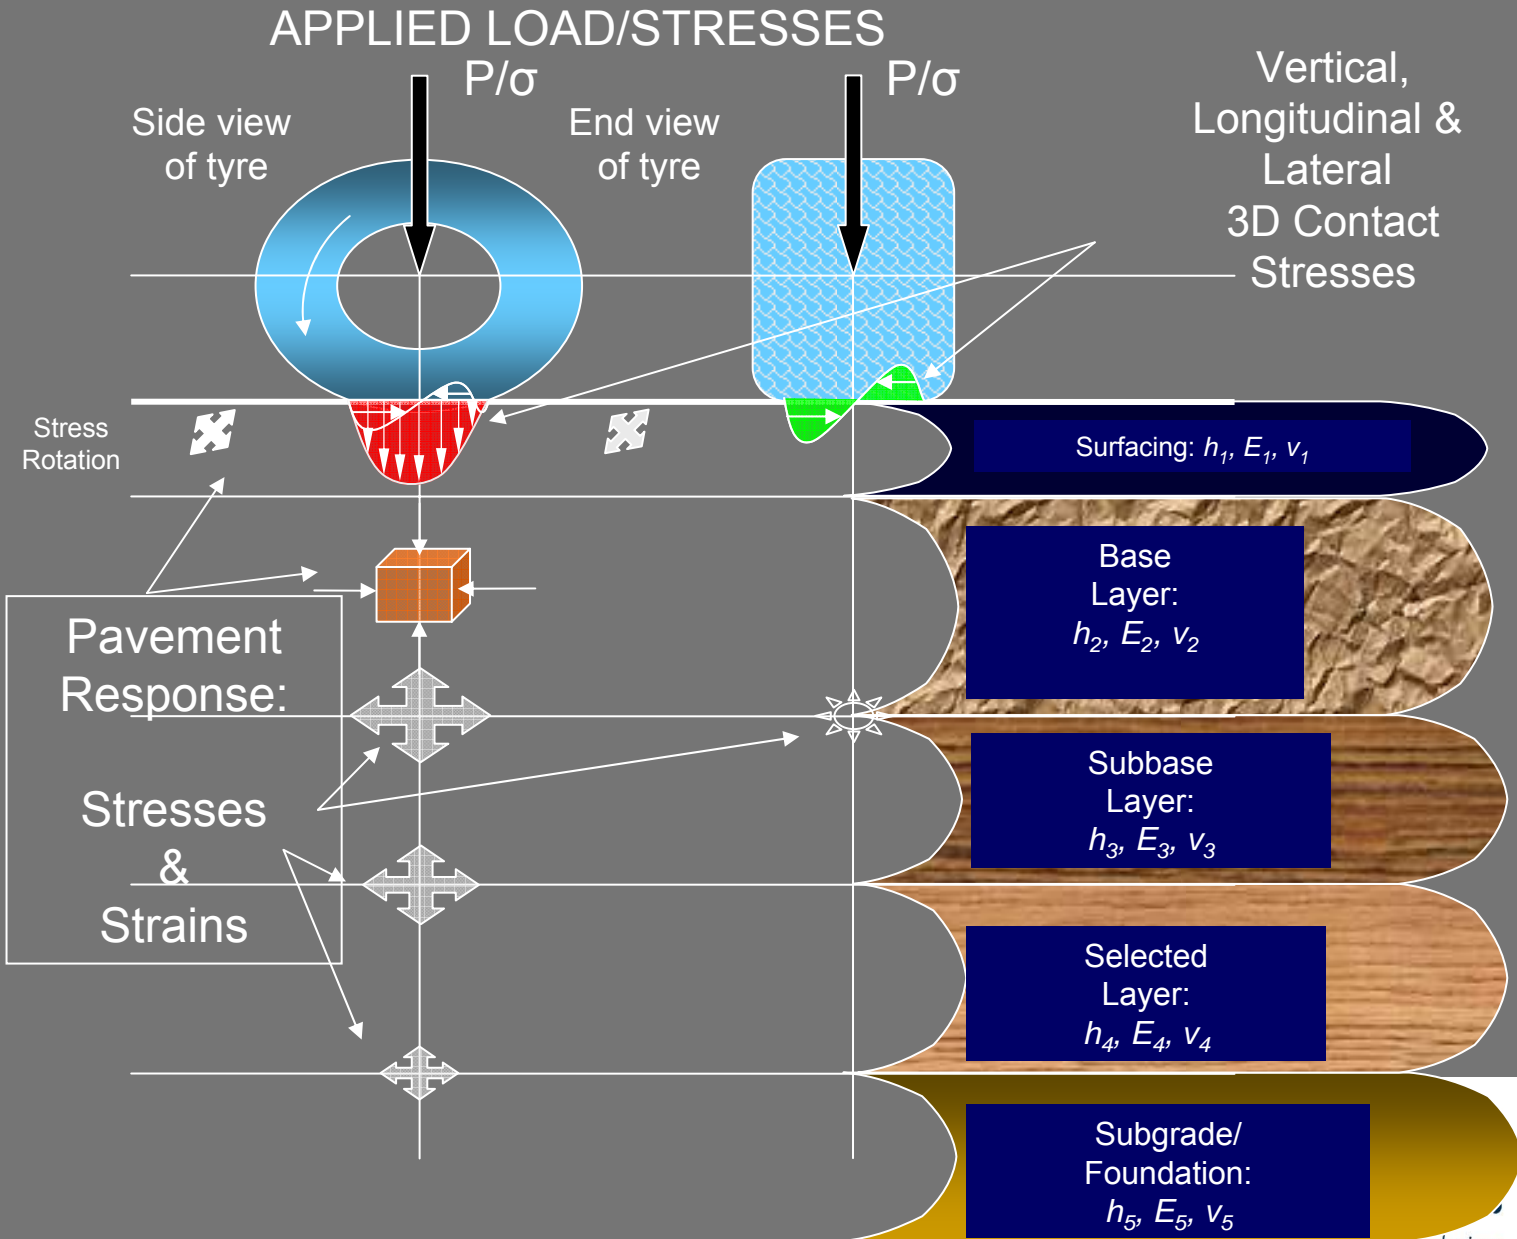 APPLIED LOAD/STRESSES
P/σ
P/σ
Side view
of tyre
End view
of tyre
Vertical,
Longitudinal &
Lateral
3D Contact
Stresses
Stress
Rotation
Surfacing: h1, E1, v1
Base
Layer:
h2, E2, v2
Pavement
Response:
Stresses
&
Strains
Subbase
Layer:
h3, E3, v3
Selected
Layer:
h4, E4, v4
Subgrade/
Foundation:
h5, E5, v5